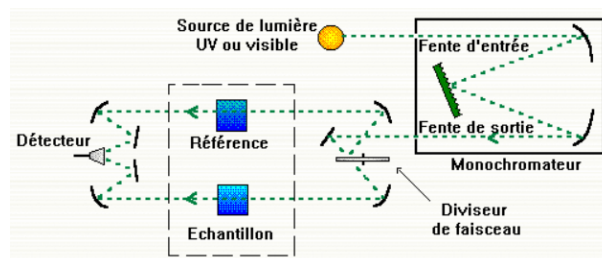 Source de lumière
UV ou visible
Fente d'entrée
Fente de sortie
Monochromateur
Détecteur
Référence
Echantillon
Diviseur
de faisceau